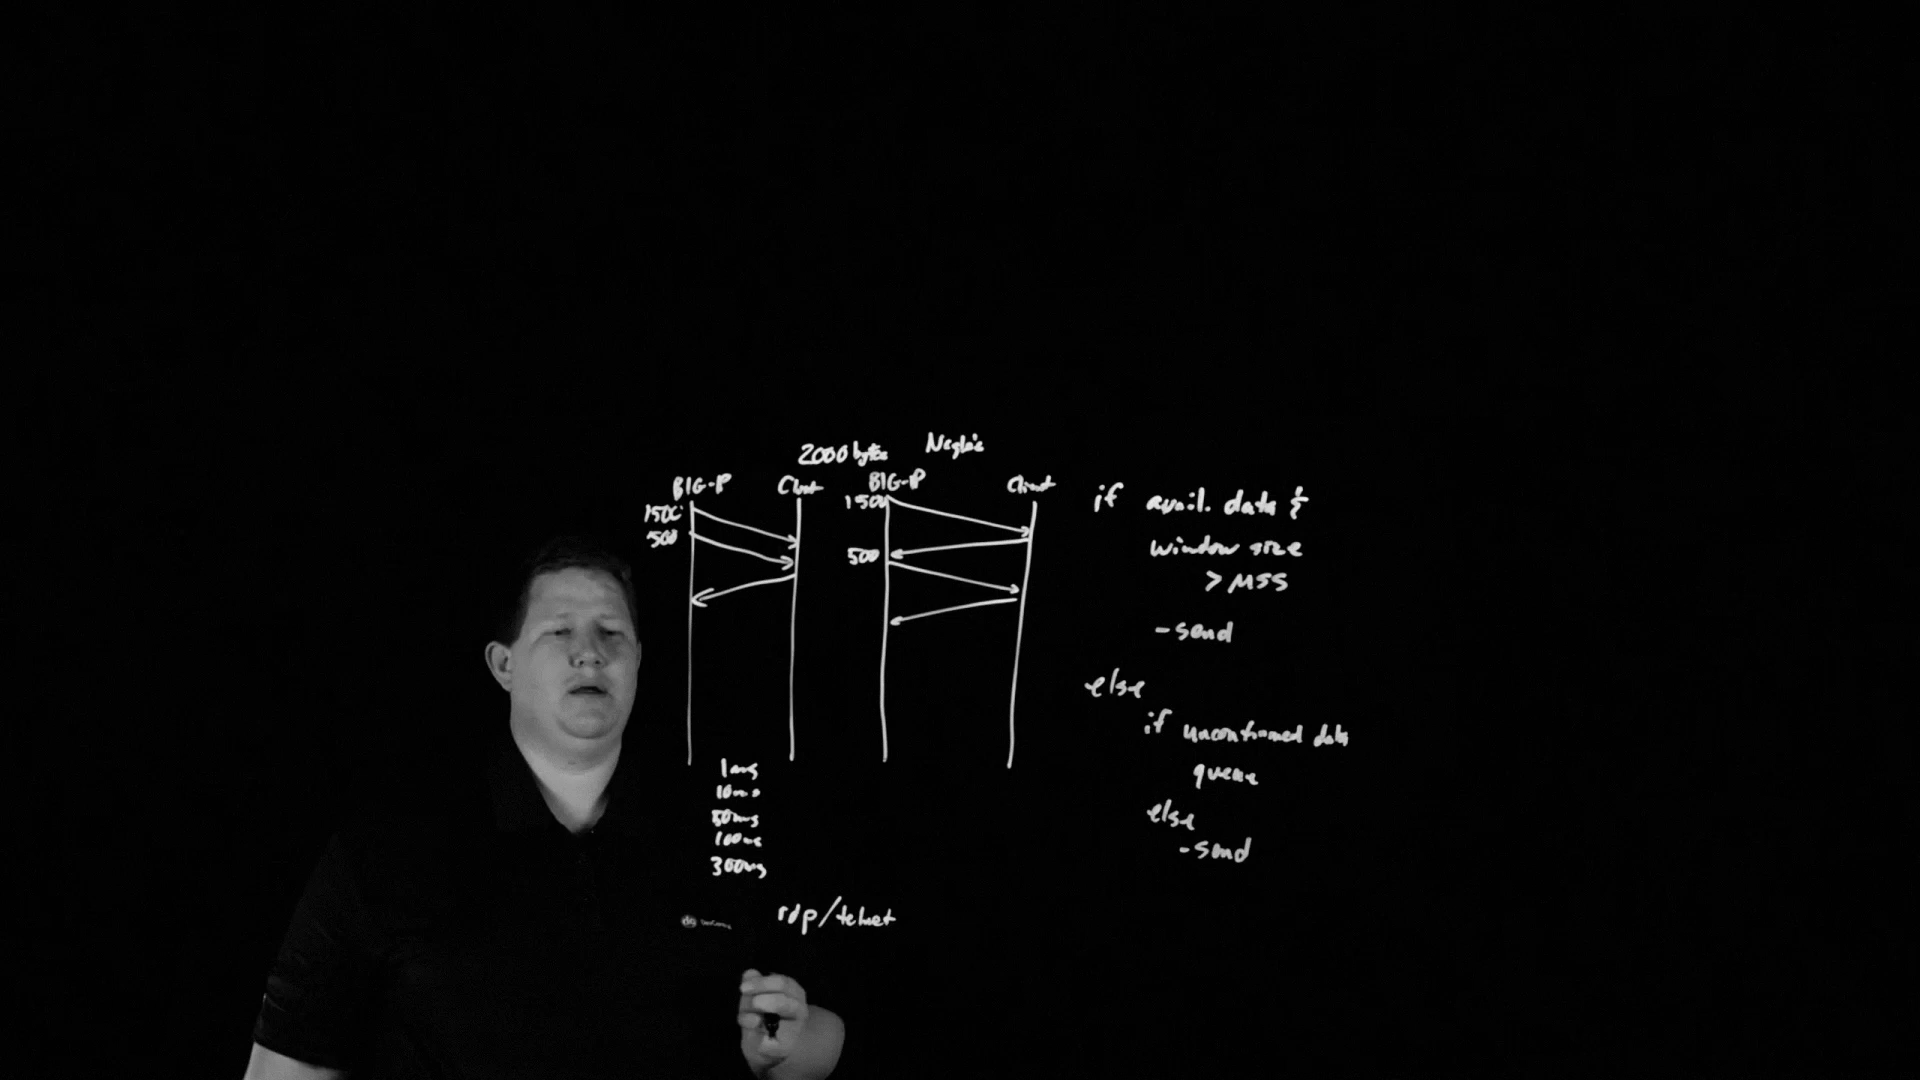 2000 bytes Nagle's
BIG-IP Client BIG-IP Client
1500
500
1500
500
if avail. data &
window size
> MSS
- send
else
if unconfirmed data
queue
else
- send
1ms
10ms
50ms
100ms
300ms
rdp/telnet